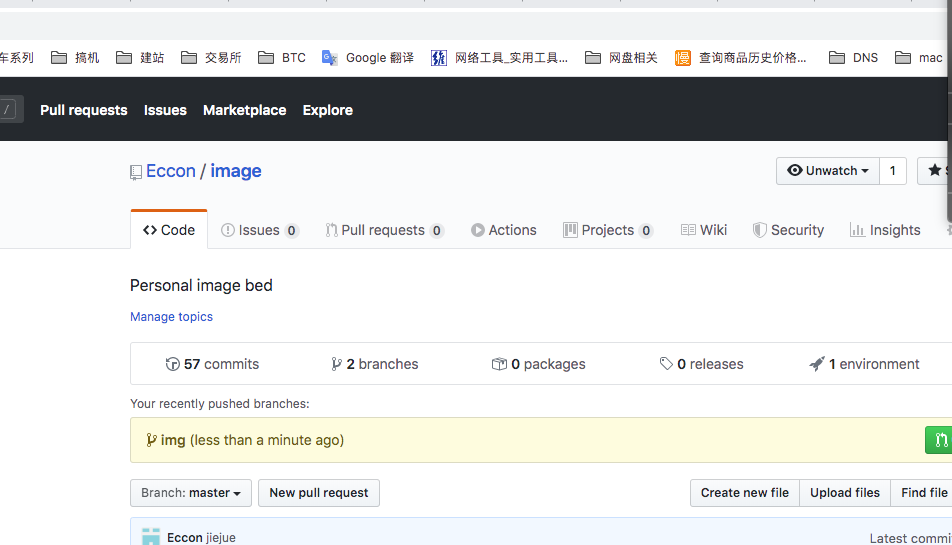 车系列 搞机 建站 交易所 BTC Google 翻译 网络工具_实用工具... 网盘相关 查询商品历史价格... DNS mac
/ Pull requests Issues Marketplace Explore
Eccon / image Unwatch 1
Code Issues 0 Pull requests 0 Actions Projects 0 Wiki Security Insights
Personal image bed
Manage topics
57 commits 2 branches 0 packages 0 releases 1 environment
Your recently pushed branches:
img (less than a minute ago)
Branch: master New pull request Create new file Upload files Find file
Eccon jiejue Latest commi